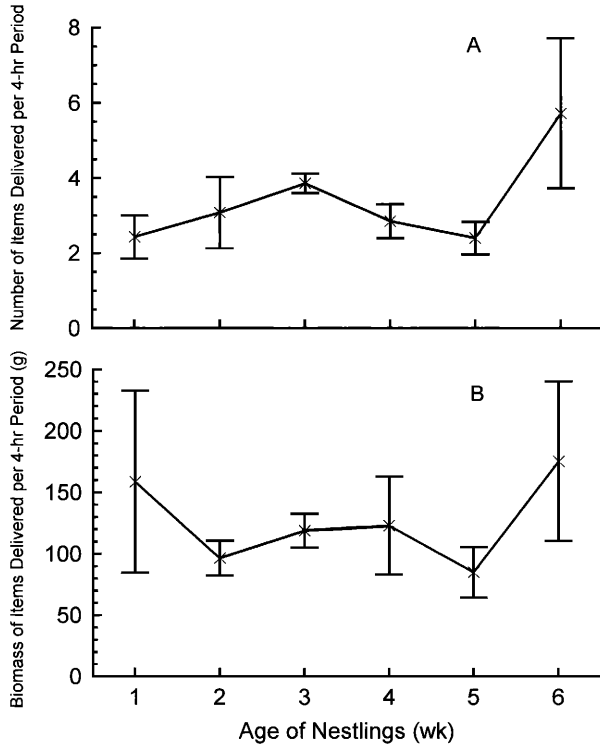 Number of Items Delivered per 4-hr Period
8
6
4
2
0
A
Biomass of Items Delivered per 4-hr Period (g)
250
200
150
100
50
0
B
1 2 3 4 5 6
Age of Nestlings (wk)